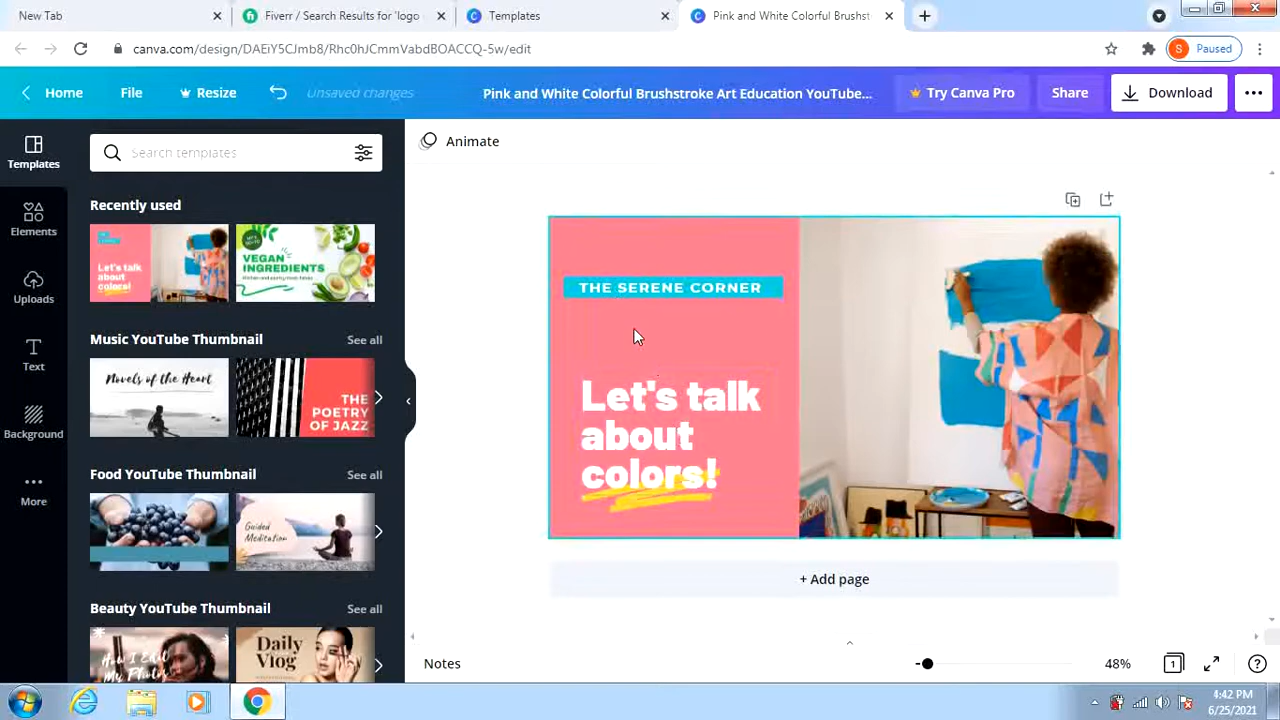 New Tab
Fiverr / Search Results for 'logo
Templates
Pink and White Colorful Brushst
canva.com/design/DAEiY5CJmb8/Rhc0hJCmmVabdBOACCQ-5w/edit
S Paused
Home
File
Resize
Unsaved changes
Pink and White Colorful Brushstroke Art Education YouTube...
Try Canva Pro
Share
Download
Templates
Elements
Uploads
Text
Background
More
Search templates
Recently used
Let's talk
about
colors!
VEGAN
INGREDIENTS
Music YouTube Thumbnail
See all
Novels of the Heart
THE
POETRY
OF JAZZ
Food YouTube Thumbnail
See all
Guided
Meditation
Beauty YouTube Thumbnail
See all
How I Edit
My Photos
Daily
Vlog
Animate
THE SERENE CORNER
Let's talk
about
colors!
+ Add page
Notes
48%
1
4:42 PM
6/25/2021